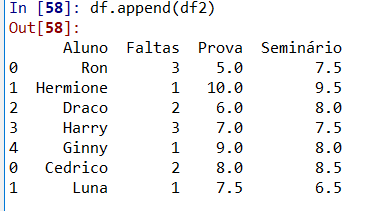 In [58]: df.append(df2)
Out[58]:
Aluno Faltas Prova Seminário
0 Ron 3 5.0 7.5
1 Hermione 1 10.0 9.5
2 Draco 2 6.0 8.0
3 Harry 3 7.0 7.5
4 Ginny 1 9.0 8.0
0 Cedrico 2 8.0 8.5
1 Luna 1 7.5 6.5